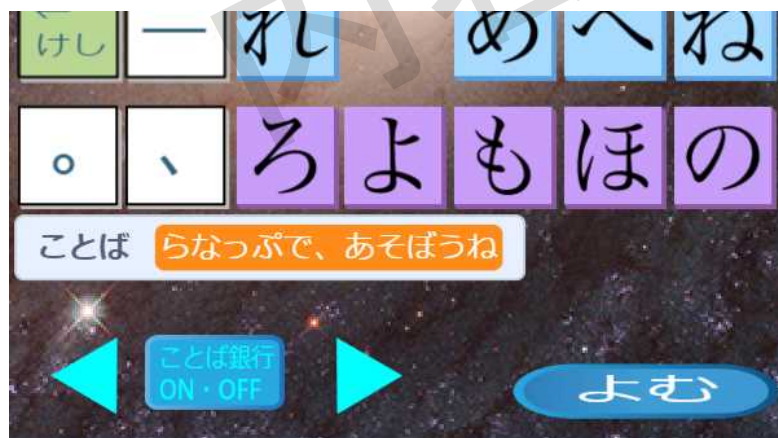 けし ー れ め へ ね
。 、 ろ よ も ほ の
ことば らなっぷで、あそぼうね
ことば銀行
ON・OFF
よむ